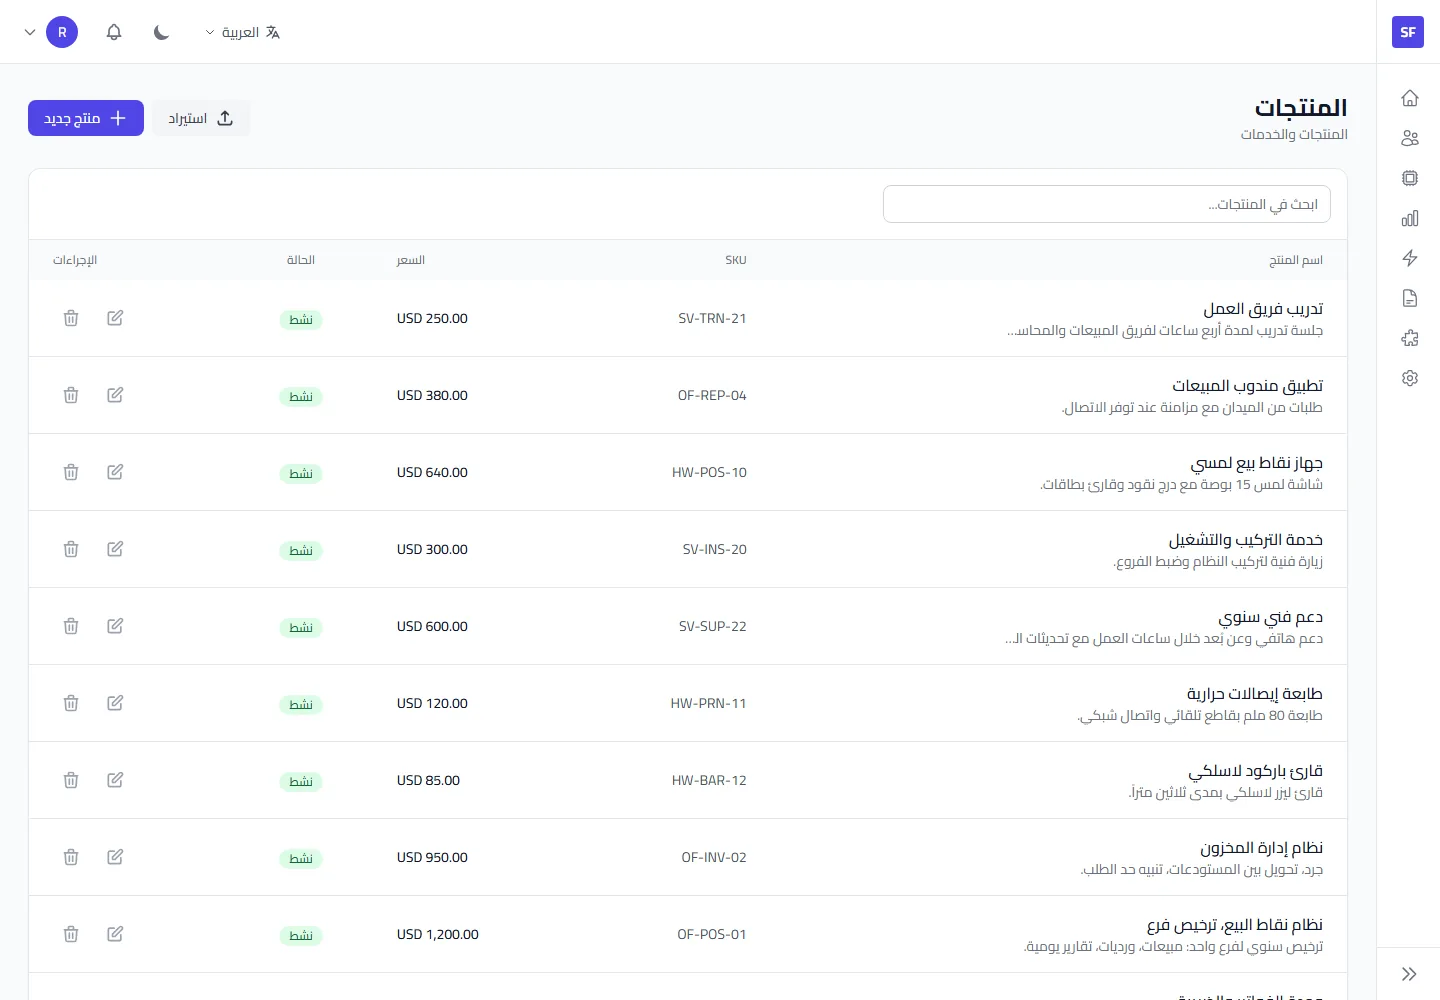 SF
العربية
R
المنتجات
المنتجات والخدمات
استيراد
منتج جديد
ابحث في المنتجات...
اسم المنتج SKU السعر الحالة الإجراءات
تدريب فريق العمل
جلسة تدريب لمدة أربع ساعات لفريق المبيعات والمحاسـ...
SV-TRN-21 USD 250.00 نشط
تطبيق مندوب المبيعات
طلبات من الميدان مع مزامنة عند توفر الاتصال.
OF-REP-04 USD 380.00 نشط
جهاز نقاط بيع لمسي
شاشة لمس 15 بوصة مع درج نقود وقارئ بطاقات.
HW-POS-10 USD 640.00 نشط
خدمة التركيب والتشغيل
زيارة فنية لتركيب النظام وضبط الفروع.
SV-INS-20 USD 300.00 نشط
دعم فني سنوي
دعم هاتفي وعن بُعد خلال ساعات العمل مع تحديثات الـ...
SV-SUP-22 USD 600.00 نشط
طابعة إيصالات حرارية
طابعة 80 ملم بقاطع تلقائي واتصال شبكي.
HW-PRN-11 USD 120.00 نشط
قارئ باركود لاسلكي
قارئ ليزر لاسلكي بمدى ثلاثين متراً.
HW-BAR-12 USD 85.00 نشط
نظام إدارة المخزون
جرد، تحويل بين المستودعات، تنبيه حد الطلب.
OF-INV-02 USD 950.00 نشط
نظام نقاط البيع، ترخيص فرع
ترخيص سنوي لفرع واحد: مبيعات، ورديات، تقارير يومية.
OF-POS-01 USD 1,200.00 نشط